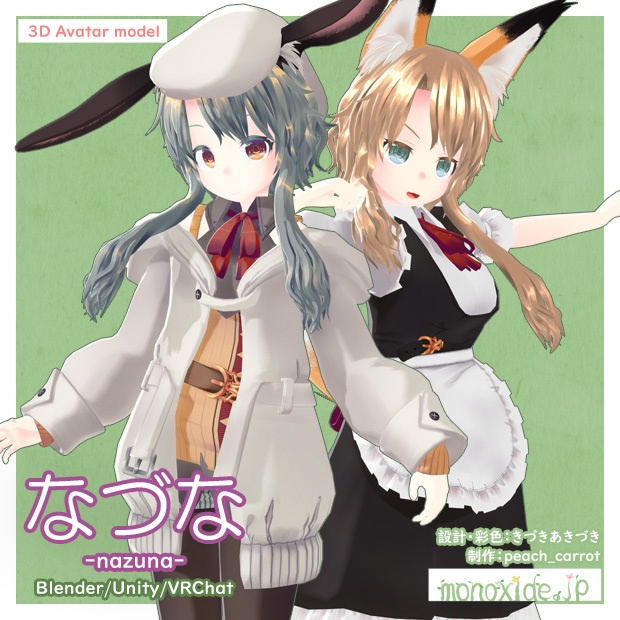 3D Avatar model
なづな
-nazuna-
Blender/Unity/VRChat
設計・彩色：きづきあきづき
制作：peach_carrot
monoxide.jp